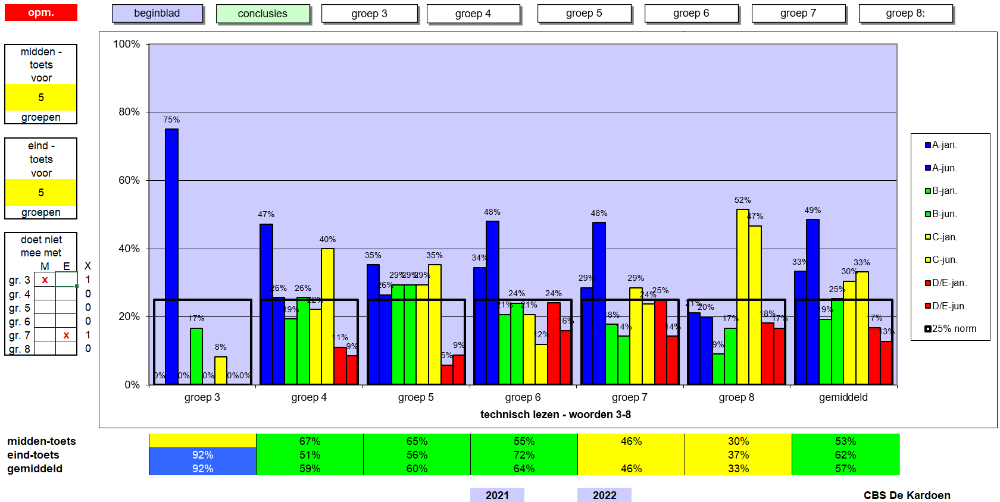 opm.
beginblad
conclusies
groep 3
groep 4
groep 5
groep 6
groep 7
groep 8:
midden -
toets
voor
5
groepen
eind -
toets
voor
5
groepen
doet niet
mee met
M E X
gr. 3 x 1
gr. 4 0
gr. 5 0
gr. 6 0
gr. 7 x 1
gr. 8 0
100%
80%
60%
40%
20%
0%
0% 75% 0% 17% 0% 8% 0% 0%
47% 26% 19% 26% 22% 40% 11% 9%
35% 26% 29% 29% 29% 35% 6% 9%
34% 48% 21% 24% 21% 12% 24% 16%
29% 48% 18% 14% 29% 24% 25% 14%
21% 20% 9% 17% 52% 47% 18% 17%
33% 49% 19% 25% 30% 33% 17% 13%
groep 3 groep 4 groep 5 groep 6 groep 7 groep 8 gemiddeld
technisch lezen - woorden 3-8
A-jan.
A-jun.
B-jan.
B-jun.
C-jan.
C-jun.
D/E-jan.
D/E-jun.
25% norm
midden-toets 67% 65% 55% 46% 30% 53%
eind-toets 92% 51% 56% 72% 37% 62%
gemiddeld 92% 59% 60% 64% 46% 33% 57%
2021 2022 CBS De Kardoen